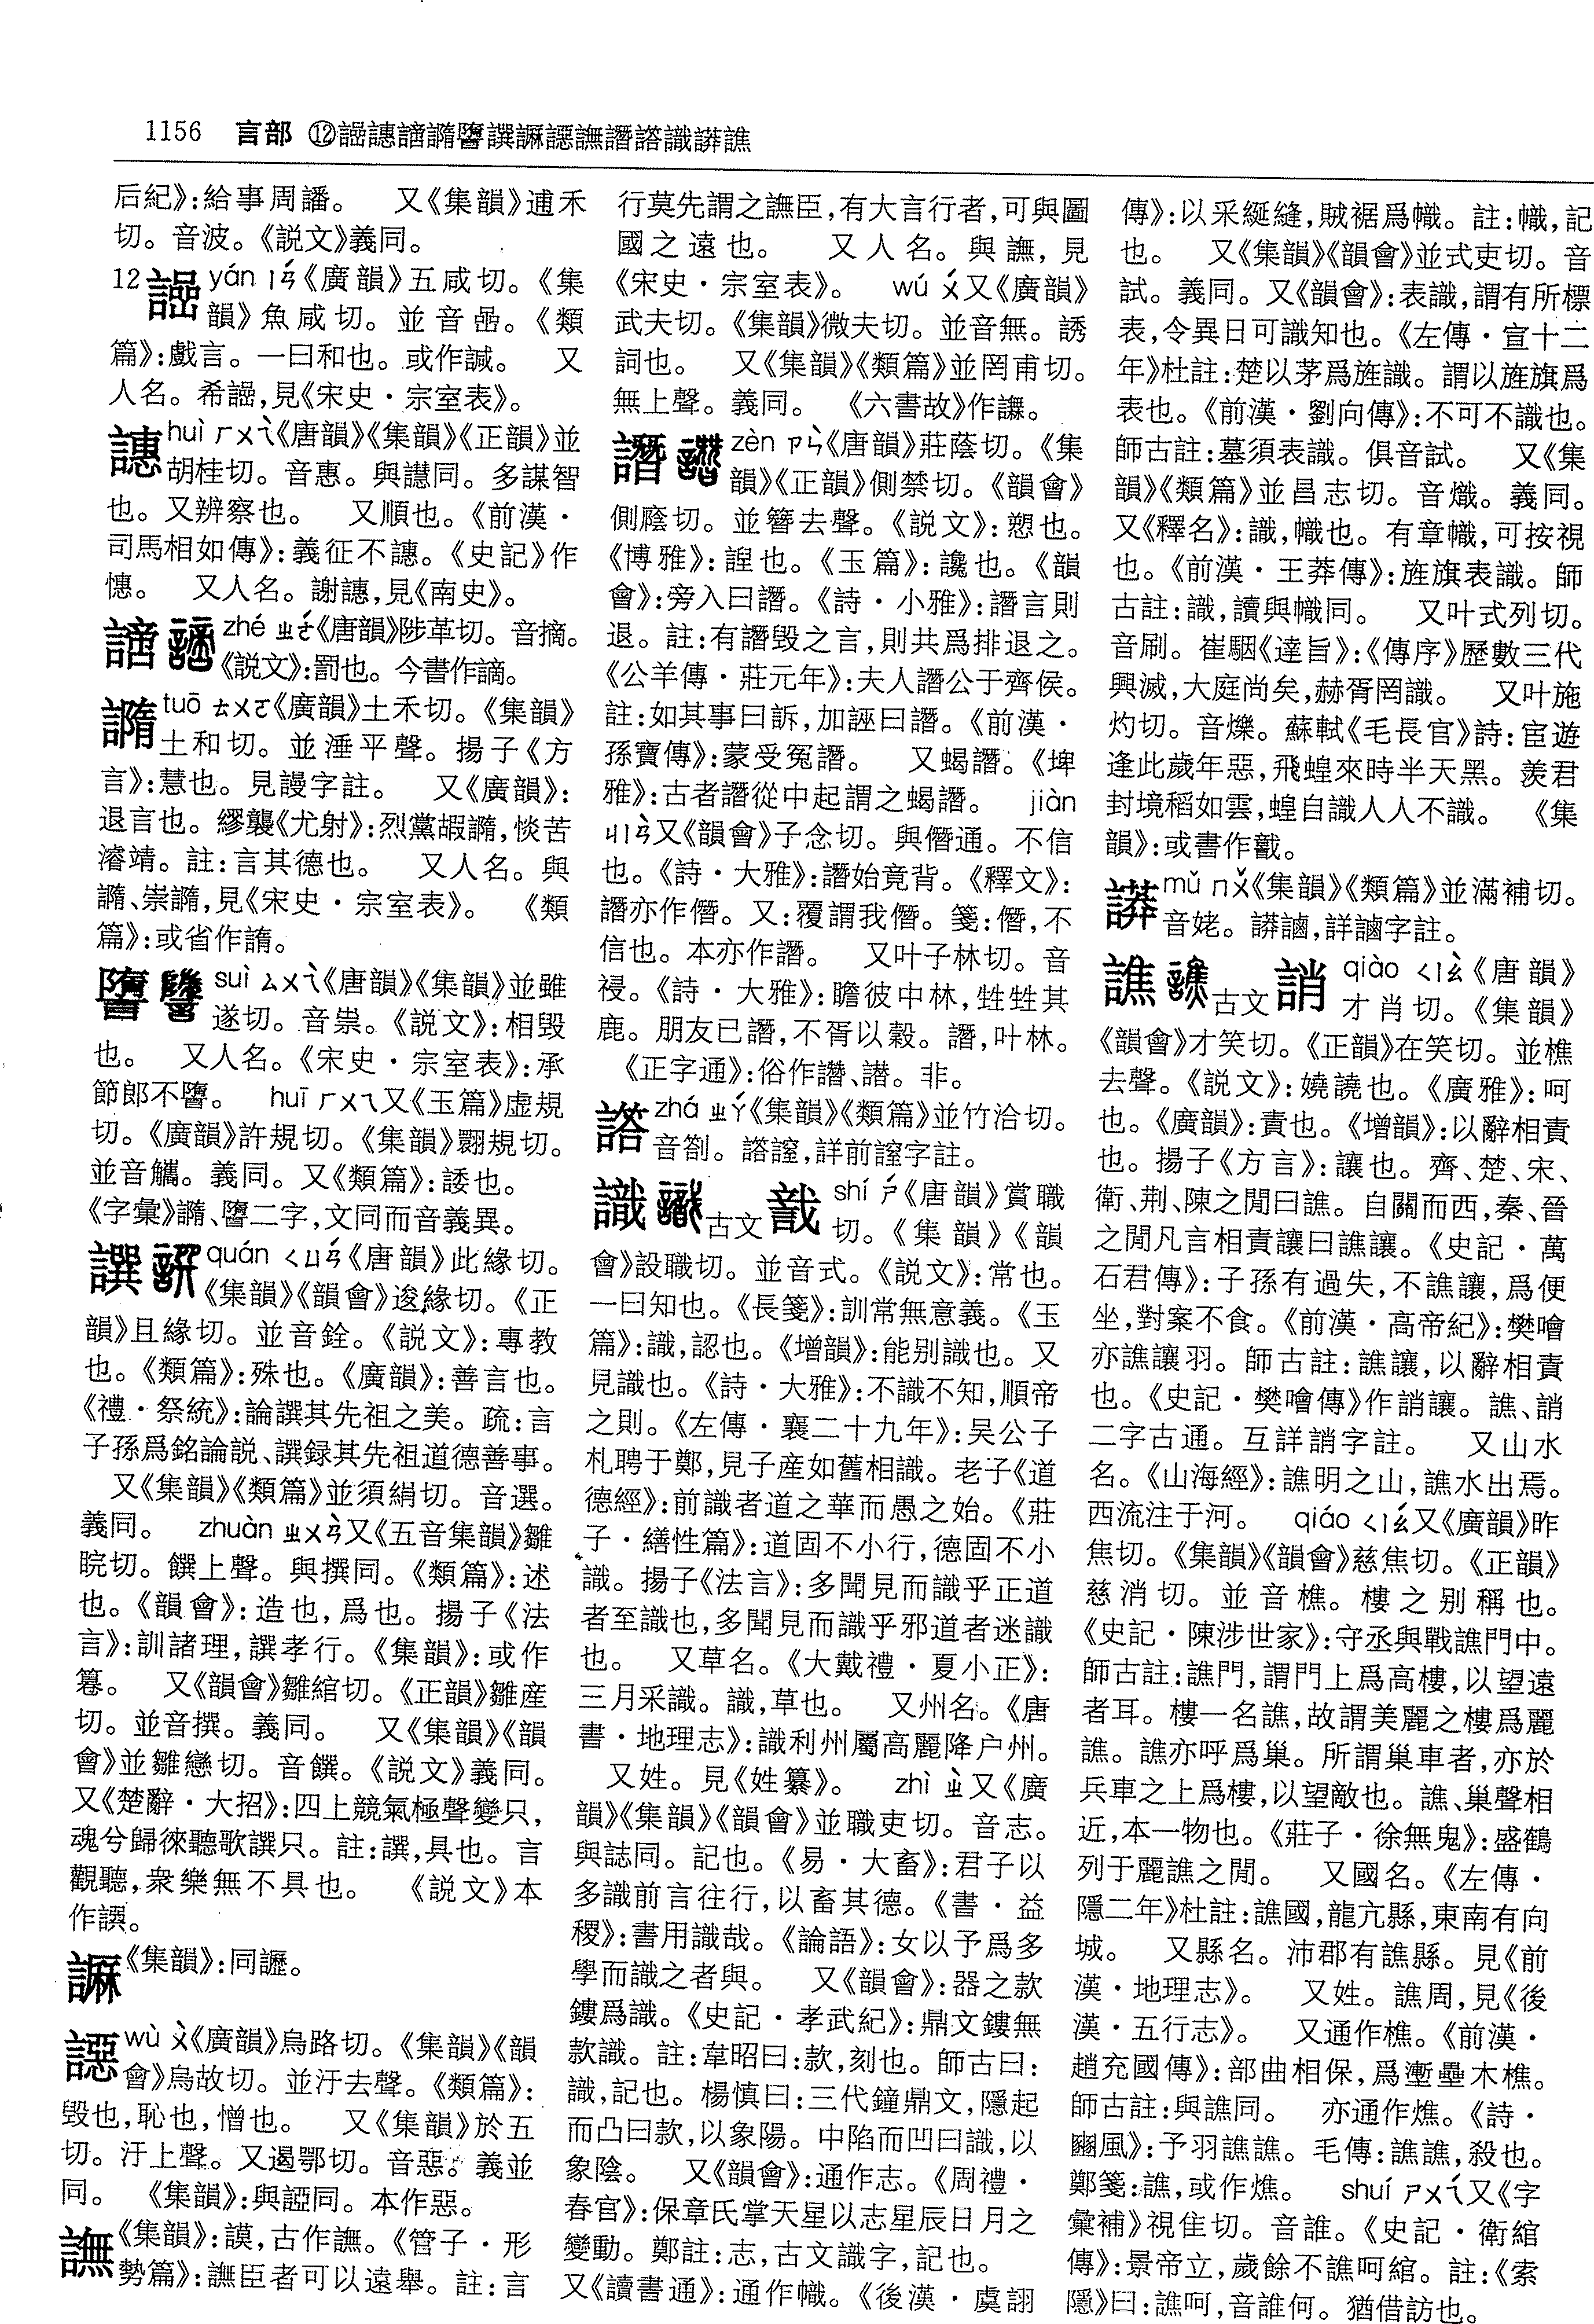 1156 言部 ⑫諨譓謫譇譥譔䜙䜑譕譖䛽識䜈譙
后紀》：給事周譒。 又《集韻》逋禾
切。音波。《説文》義同。
12 yán ㄧㄢˊ《廣韻》五咸切。《集
韻》魚咸切。並音嵒。《類
篇》：戲言。一曰和也。或作諴。 又
人名。希,見《宋史·宗室表》。
譓 huì ㄏㄨㄟˋ《唐韻》《集韻》《正韻》並
胡桂切。音惠。與譿同。多謀智
也。又辨察也。 又順也。《前漢·
司馬相如傳》：義征不譓。《史記》作
憓。 又人名。謝譓,見《南史》。
zhé ㄓㄜˊ《唐韻》陟革切。音摘。
《説文》：罰也。今書作謫。
tuō ㄊㄨㄛ《廣韻》土禾切。《集韻》
土和切。並涶平聲。揚子《方
言》：慧也。見謾字註。 又《廣韻》：
退言也。繆襲《尤射》：烈黨嘏,惔苦
濬靖。註：言其德也。 又人名。與
、崇,見《宋史·宗室表》。 《類
篇》：或省作。
suì ㄙㄨㄟˋ《唐韻》《集韻》並雖
遂切。音祟。《説文》：相毀
也。 又人名。《宋史·宗室表》：承
節郎不。 huī ㄏㄨㄟ又《玉篇》虚規
切。《廣韻》許規切。《集韻》翾規切。
並音觿。義同。又《類篇》：諉也。
《字彙》、二字,文同而音義異。
譔 quán ㄑㄩㄢˊ《唐韻》此緣切。
《集韻》《韻會》逡緣切。《正
韻》且緣切。並音銓。《説文》：專教
也。《類篇》：殊也。《廣韻》：善言也。
《禮·祭統》：論譔其先祖之美。疏：言
子孫爲銘論説、譔録其先祖道德善事。
又《集韻》《類篇》並須絹切。音選。
義同。 zhuàn ㄓㄨㄢˋ又《五音集韻》雛
睆切。饌上聲。與撰同。《類篇》：述
也。《韻會》：造也,爲也。揚子《法
言》：訓諸理,譔孝行。《集韻》：或作
篹。 又《韻會》雛綰切。《正韻》雛産
切。並音撰。義同。 又《集韻》《韻
會》並雛戀切。音饌。《説文》義同。
又《楚辭·大招》：四上競氣極聲變只,
魂兮歸徠聽歌譔只。註：譔,具也。言
觀聽,衆樂無不具也。 《説文》本
作。
《集韻》：同讍。
wù ㄨˋ《廣韻》烏路切。《集韻》《韻
會》烏故切。並汙去聲。《類篇》：
毁也,恥也,憎也。 又《集韻》於五
切。汙上聲。又遏鄂切。音惡。義並
同。 《集韻》：與䛩同。本作惡。
譕 《集韻》：謨,古作譕。《管子·形
勢篇》：譕臣者可以遠舉。註：言
行莫先謂之譕臣,有大言行者,可與圖
國之遠也。 又人名。與譕,見
《宋史·宗室表》。 wú ㄨˊ又《廣韻》
武夫切。《集韻》微夫切。並音無。誘
詞也。 又《集韻》《類篇》並罔甫切。
無上聲。義同。 《六書故》作。
譖 zèn ㄗㄣˋ《唐韻》莊蔭切。《集
韻》《正韻》側禁切。《韻會》
側廕切。並簪去聲。《説文》：愬也。
《博雅》：諻也。《玉篇》：讒也。《韻
會》：旁入曰譖。《詩·小雅》：譖言則
退。註：有譖毁之言,則共爲排退之。
《公羊傳·莊元年》：夫人譖公于齊侯。
註：如其事曰訴,加誣曰譖。《前漢·
孫寶傳》：蒙受冤譖。 又蝎譖。《埤
雅》：古者譖從中起謂之蝎譖。 jiàn
ㄐㄧㄢˋ又《韻會》子念切。與僭通。不信
也。《詩·大雅》：譖始竟背。《釋文》：
譖亦作僭。又：覆謂我僭。箋：僭,不
信也。本亦作譖。 又叶子林切。音
祲。《詩·大雅》：瞻彼中林,甡甡其
鹿。朋友已譖,不胥以穀。譖,叶林。
《正字通》：俗作譛、譖。非。
zhá ㄓㄚˊ《集韻》《類篇》並竹洽切。
音劄。,詳前字註。
識 古文 shí ㄕˊ《唐韻》賞職
切。《集韻》《韻
會》設職切。並音式。《説文》：常也。
一曰知也。《長箋》：訓常無意義。《玉
篇》：識,認也。《增韻》：能别識也。又
見識也。《詩·大雅》：不識不知,順帝
之則。《左傳·襄二十九年》：吴公子
札聘于鄭,見子産如舊相識。老子《道
德經》：前識者道之華而愚之始。《莊
子·繕性篇》：道固不小行,德固不小
識。揚子《法言》：多聞見而識乎正道
者至識也,多聞見而識乎邪道者迷識
也。 又草名。《大戴禮·夏小正》：
三月采識。識,草也。 又州名。《唐
書·地理志》：識利州屬高麗降户州。
又姓。見《姓纂》。 zhì ㄓˋ又《廣
韻》《集韻》《韻會》並職吏切。音志。
與誌同。記也。《易·大畜》：君子以
多識前言往行,以畜其德。《書·益
稷》：書用識哉。《論語》：女以予爲多
學而識之者與。 又《韻會》：器之款
鏤爲識。《史記·孝武紀》：鼎文鏤無
款識。註：韋昭曰：款,刻也。師古曰：
識,記也。楊慎曰：三代鐘鼎文,隱起
而凸曰款,以象陽。中陷而凹曰識,以
象陰。 又《韻會》：通作志。《周禮·
春官》：保章氏掌天星以志星辰日月之
變動。鄭註：志,古文識字,記也。
又《讀書通》：通作幟。《後漢·虞詡
傳》：以采綖縫,賊裾爲幟。註：幟,記
也。 又《集韻》《韻會》並式吏切。音
試。義同。又《韻會》：表識,謂有所標
表,令異日可識知也。《左傳·宣十二
年》杜註：楚以茅爲旌識。謂以旌旗爲
表也。《前漢·劉向傳》：不可不識也。
師古註：墓須表識。俱音試。 又《集
韻》《類篇》並昌志切。音熾。義同。
又《釋名》：識,幟也。有章幟,可按視
也。《前漢·王莽傳》：旌旗表識。師
古註：識,讀與幟同。 又叶式列切。
音刷。崔駰《達旨》：《傳序》歷數三代
興滅,大庭尚矣,赫胥罔識。 又叶施
灼切。音爍。蘇軾《毛長官》詩：宦遊
逢此歲年惡,飛蝗來時半天黑。羨君
封境稻如雲,蝗自識人人不識。 《集
韻》：或書作。
mǔ ㄇㄨˇ《集韻》《類篇》並滿補切。
音姥。,詳字註。
譙 古文誚 qiào ㄑㄧㄠˋ《唐韻》
才肖切。《集韻》
《韻會》才笑切。《正韻》在笑切。並樵
去聲。《説文》：嬈譊也。《廣雅》：呵
也。《廣韻》：責也。《增韻》：以辭相責
也。揚子《方言》：讓也。齊、楚、宋、
衛、荆、陳之閒曰譙。自關而西,秦、晉
之閒凡言相責讓曰譙讓。《史記·萬
石君傳》：子孫有過失,不譙讓,爲便
坐,對案不食。《前漢·高帝紀》：樊噲
亦譙讓羽。師古註：譙讓,以辭相責
也。《史記·樊噲傳》作誚讓。譙、誚
二字古通。互詳誚字註。 又山水
名。《山海經》：譙明之山,譙水出焉。
西流注于河。 qiáo ㄑㄧㄠˊ又《廣韻》昨
焦切。《集韻》《韻會》慈焦切。《正韻》
慈消切。並音樵。樓之别稱也。
《史記·陳涉世家》：守丞與戰譙門中。
師古註：譙門,謂門上爲高樓,以望遠
者耳。樓一名譙,故謂美麗之樓爲麗
譙。譙亦呼爲巢。所謂巢車者,亦於
兵車之上爲樓,以望敵也。譙、巢聲相
近,本一物也。《莊子·徐無鬼》：盛鶴
列于麗譙之閒。 又國名。《左傳·
隱二年》杜註：譙國,龍亢縣,東南有向
城。 又縣名。沛郡有譙縣。見《前
漢·地理志》。 又姓。譙周,見《後
漢·五行志》。 又通作樵。《前漢·
趙充國傳》：部曲相保,爲壍壘木樵。
師古註：與譙同。 亦通作燋。《詩·
豳風》：予羽譙譙。毛傳：譙譙,殺也。
鄭箋：譙,或作燋。 shuí ㄕㄨㄟˊ又《字
彙補》視隹切。音誰。《史記·衛綰
傳》：景帝立,歲餘不譙呵綰。註：《索
隱》曰：譙呵,音誰何。猶借訪也。